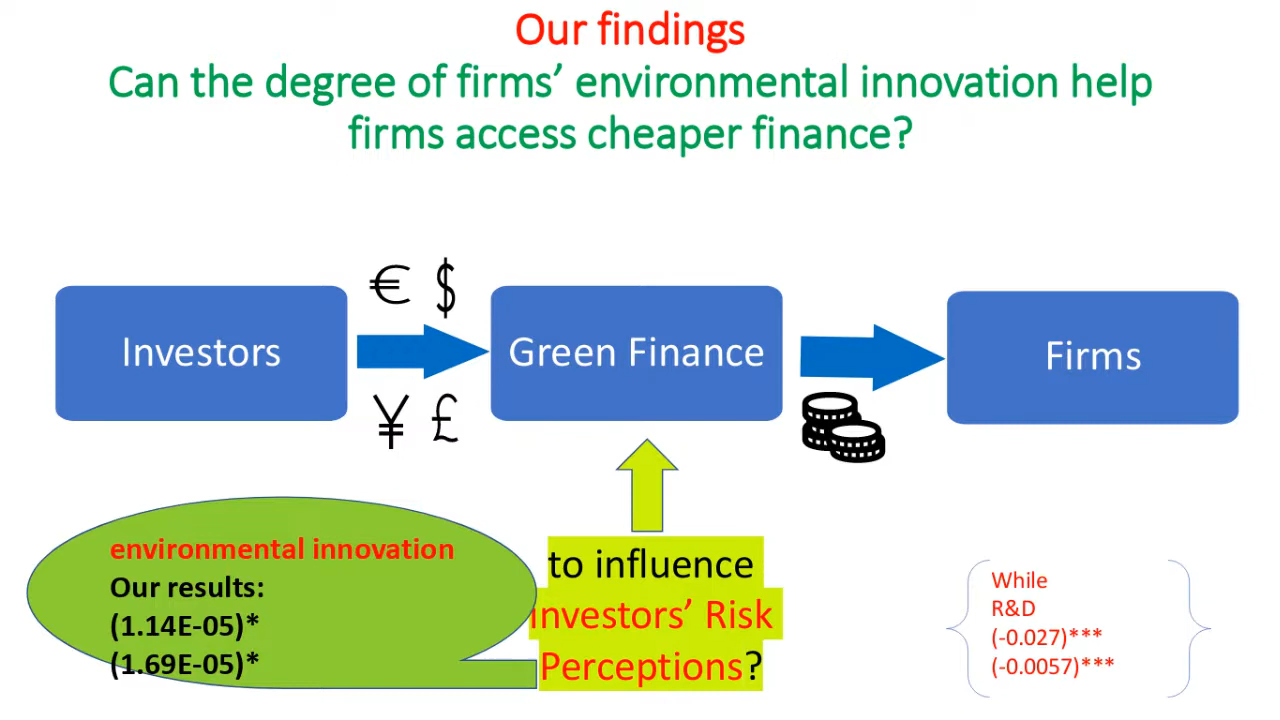 Our findings
Can the degree of firms’ environmental innovation help
firms access cheaper finance?
€ $
Investors
Green Finance
Firms
¥ £
environmental innovation
Our results:
(1.14E-05)*
(1.69E-05)*
to influence
investors’ Risk
Perceptions?
While
R&D
(-0.027)***
(-0.0057)***